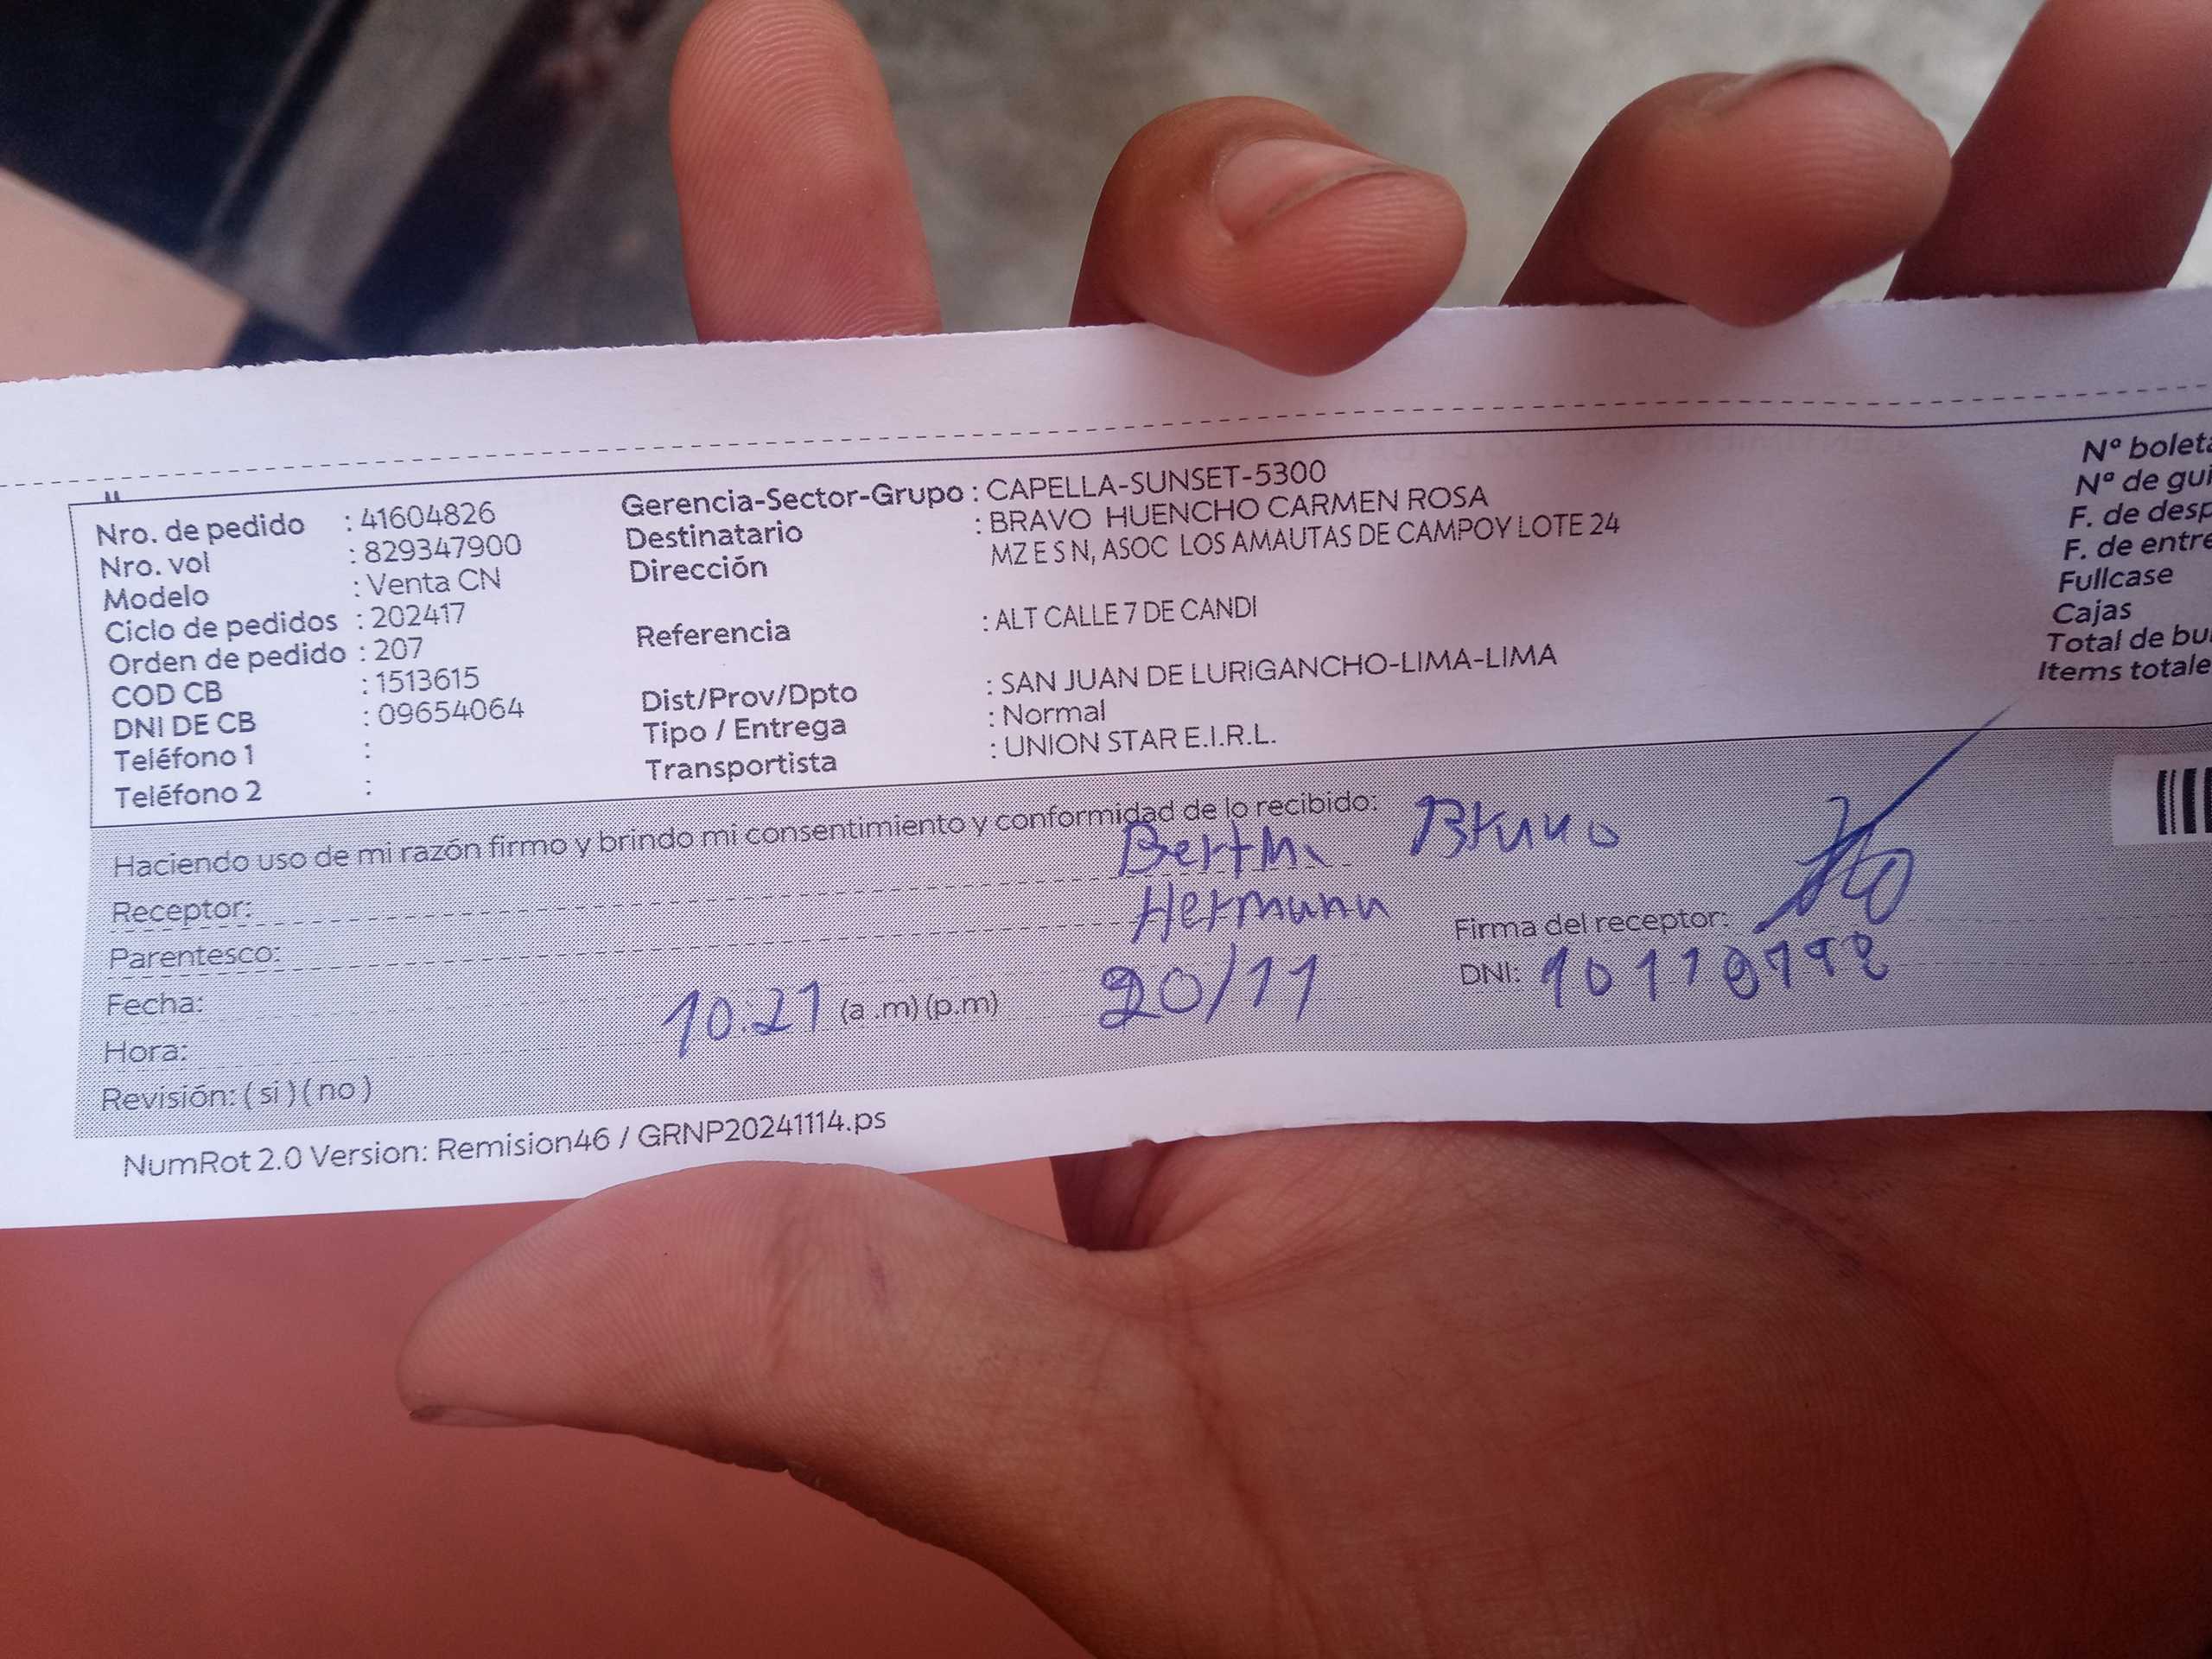 Nro. de pedido : 41604826
Nro. vol : 829347900
Modelo : Venta CN
Ciclo de pedidos : 202417
Orden de pedido : 207
COD CB : 1513615
DNI DE CB : 09654064
Teléfono 1 :
Teléfono 2 :
Gerencia-Sector-Grupo : CAPELLA-SUNSET-5300
Destinatario : BRAVO HUENCHO CARMEN ROSA
Dirección MZ E S N, ASOC LOS AMAUTAS DE CAMPOY LOTE 24
Referencia : ALT CALLE 7 DE CANDI
Dist/Prov/Dpto : SAN JUAN DE LURIGANCHO-LIMA-LIMA
Tipo / Entrega : Normal
Transportista : UNION STAR E.I.R.L.
Nº boleta
Nº de gui
F. de desp
F. de entre
Fullcase
Cajas
Total de bu
Items totale
Haciendo uso de mi razón firmo y brindo mi consentimiento y conformidad de lo recibido:
Receptor: Bertha Bruno
Parentesco: Hermana
Firma del receptor:
Fecha: 20/11
DNI:
Hora: 10:21 (a .m) (p.m)
Revisión: ( si ) ( no )
NumRot 2.0 Version: Remision46 / GRNP20241114.ps